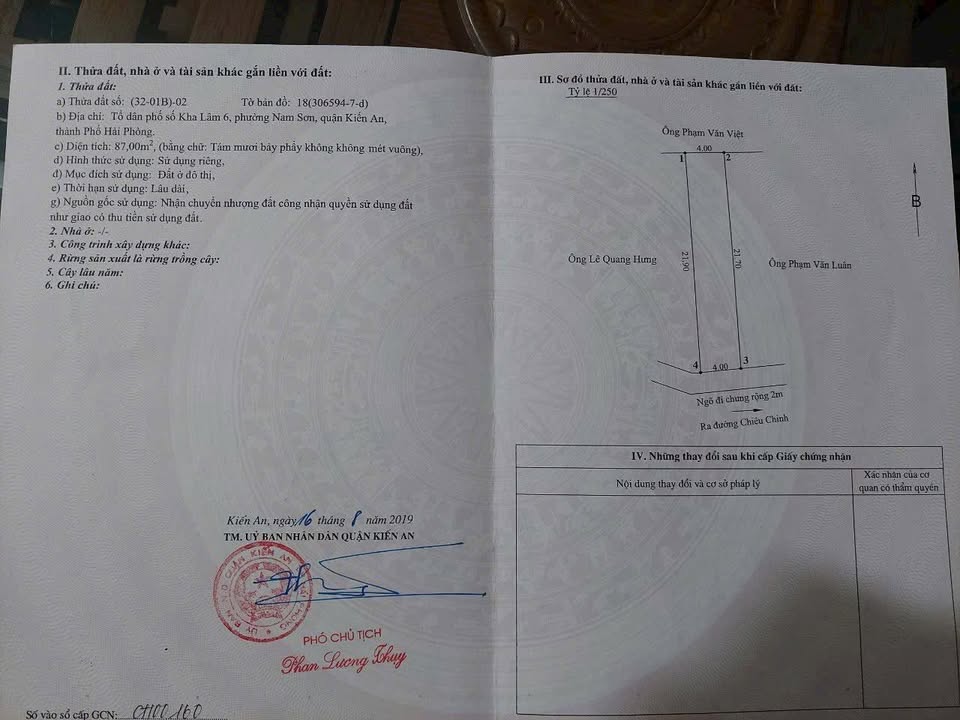 II. Thửa đất, nhà ở và tài sản khác gắn liền với đất:
1. Thửa đất:
a) Thửa đất số: (32-01B)-02 Tờ bản đồ: 18(306594-7-d)
b) Địa chỉ: Tổ dân phố số Kha Lâm 6, phường Nam Sơn, quận Kiến An,
thành Phố Hải Phòng.
c) Diện tích: 87,00m², (bằng chữ: Tám mươi bảy phẩy không không mét vuông),
d) Hình thức sử dụng: Sử dụng riêng,
đ) Mục đích sử dụng: Đất ở đô thị,
e) Thời hạn sử dụng: Lâu dài,
g) Nguồn gốc sử dụng: Nhận chuyển nhượng đất công nhận quyền sử dụng đất
như giao có thu tiền sử dụng đất.
2. Nhà ở: -/-
3. Công trình xây dựng khác:
4. Rừng sản xuất là rừng trồng cây:
5. Cây lâu năm:
6. Ghi chú:
Kiến An, ngày 16 tháng 8 năm 2019
TM. UỶ BAN NHÂN DÂN QUẬN KIẾN AN
PHÓ CHỦ TỊCH
Phan Lương Thuy
Số vào sổ cấp GCN: CH00160
III. Sơ đồ thửa đất, nhà ở và tài sản khác gắn liền với đất:
Tỷ lệ 1/250
Ông Phạm Văn Việt
4.00
1 2
B
21.90
21.70
Ông Lê Quang Hưng
Ông Phạm Văn Luân
4 3
4.00
Ngõ đi chung rộng 2m
Ra đường Chiêu Chinh
IV. Những thay đổi sau khi cấp Giấy chứng nhận
Nội dung thay đổi và cơ sở pháp lý
Xác nhận của cơ
quan có thẩm quyền